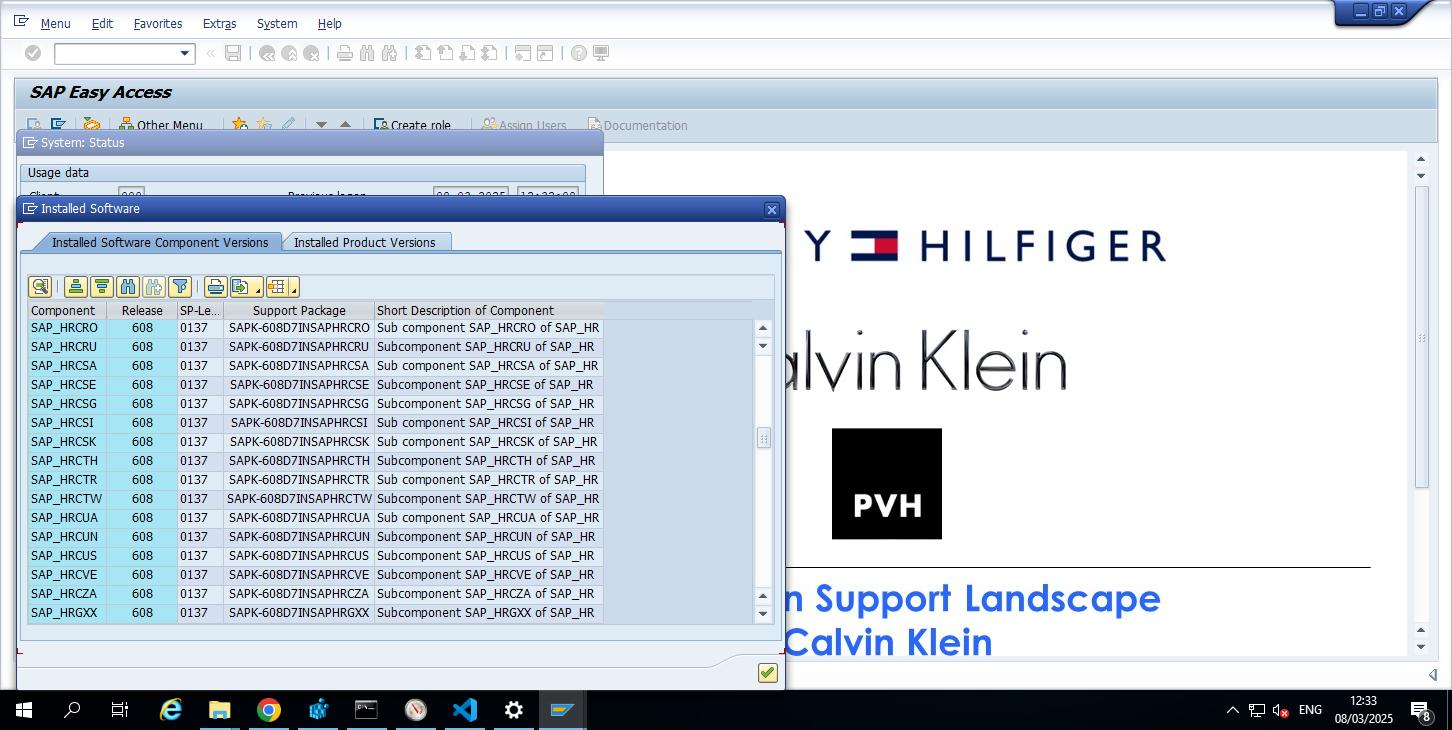 Menu Edit Favorites Extras System Help
SAP Easy Access
Other Menu Create role Assign Users Documentation
System: Status
Usage data
Installed Software
Installed Software Component Versions Installed Product Versions
Component Release SP-Le... Support Package Short Description of Component
SAP_HRCRO 608 0137 SAPK-608D7INSAPHRCRO Sub component SAP_HRCRO of SAP_HR
SAP_HRCRU 608 0137 SAPK-608D7INSAPHRCRU Subcomponent SAP_HRCRU of SAP_HR
SAP_HRCSA 608 0137 SAPK-608D7INSAPHRCSA Sub component SAP_HRCSA of SAP_HR
SAP_HRCSE 608 0137 SAPK-608D7INSAPHRCSE Subcomponent SAP_HRCSE of SAP_HR
SAP_HRCSG 608 0137 SAPK-608D7INSAPHRCSG Subcomponent SAP_HRCSG of SAP_HR
SAP_HRCSI 608 0137 SAPK-608D7INSAPHRCSI Sub component SAP_HRCSI of SAP_HR
SAP_HRCSK 608 0137 SAPK-608D7INSAPHRCSK Sub component SAP_HRCSK of SAP_HR
SAP_HRCTH 608 0137 SAPK-608D7INSAPHRCTH Subcomponent SAP_HRCTH of SAP_HR
SAP_HRCTR 608 0137 SAPK-608D7INSAPHRCTR Sub component SAP_HRCTR of SAP_HR
SAP_HRCTW 608 0137 SAPK-608D7INSAPHRCTW Subcomponent SAP_HRCTW of SAP_HR
SAP_HRCUA 608 0137 SAPK-608D7INSAPHRCUA Sub component SAP_HRCUA of SAP_HR
SAP_HRCUN 608 0137 SAPK-608D7INSAPHRCUN Subcomponent SAP_HRCUN of SAP_HR
SAP_HRCUS 608 0137 SAPK-608D7INSAPHRCUS Subcomponent SAP_HRCUS of SAP_HR
SAP_HRCVE 608 0137 SAPK-608D7INSAPHRCVE Subcomponent SAP_HRCVE of SAP_HR
SAP_HRCZA 608 0137 SAPK-608D7INSAPHRCZA Subcomponent SAP_HRCZA of SAP_HR
SAP_HRGXX 608 0137 SAPK-608D7INSAPHRGXX Subcomponent SAP_HRGXX of SAP_HR
Y HILFIGER
alvin Klein
PVH
n Support Landscape
Calvin Klein
ENG
12:33
08/03/2025
8